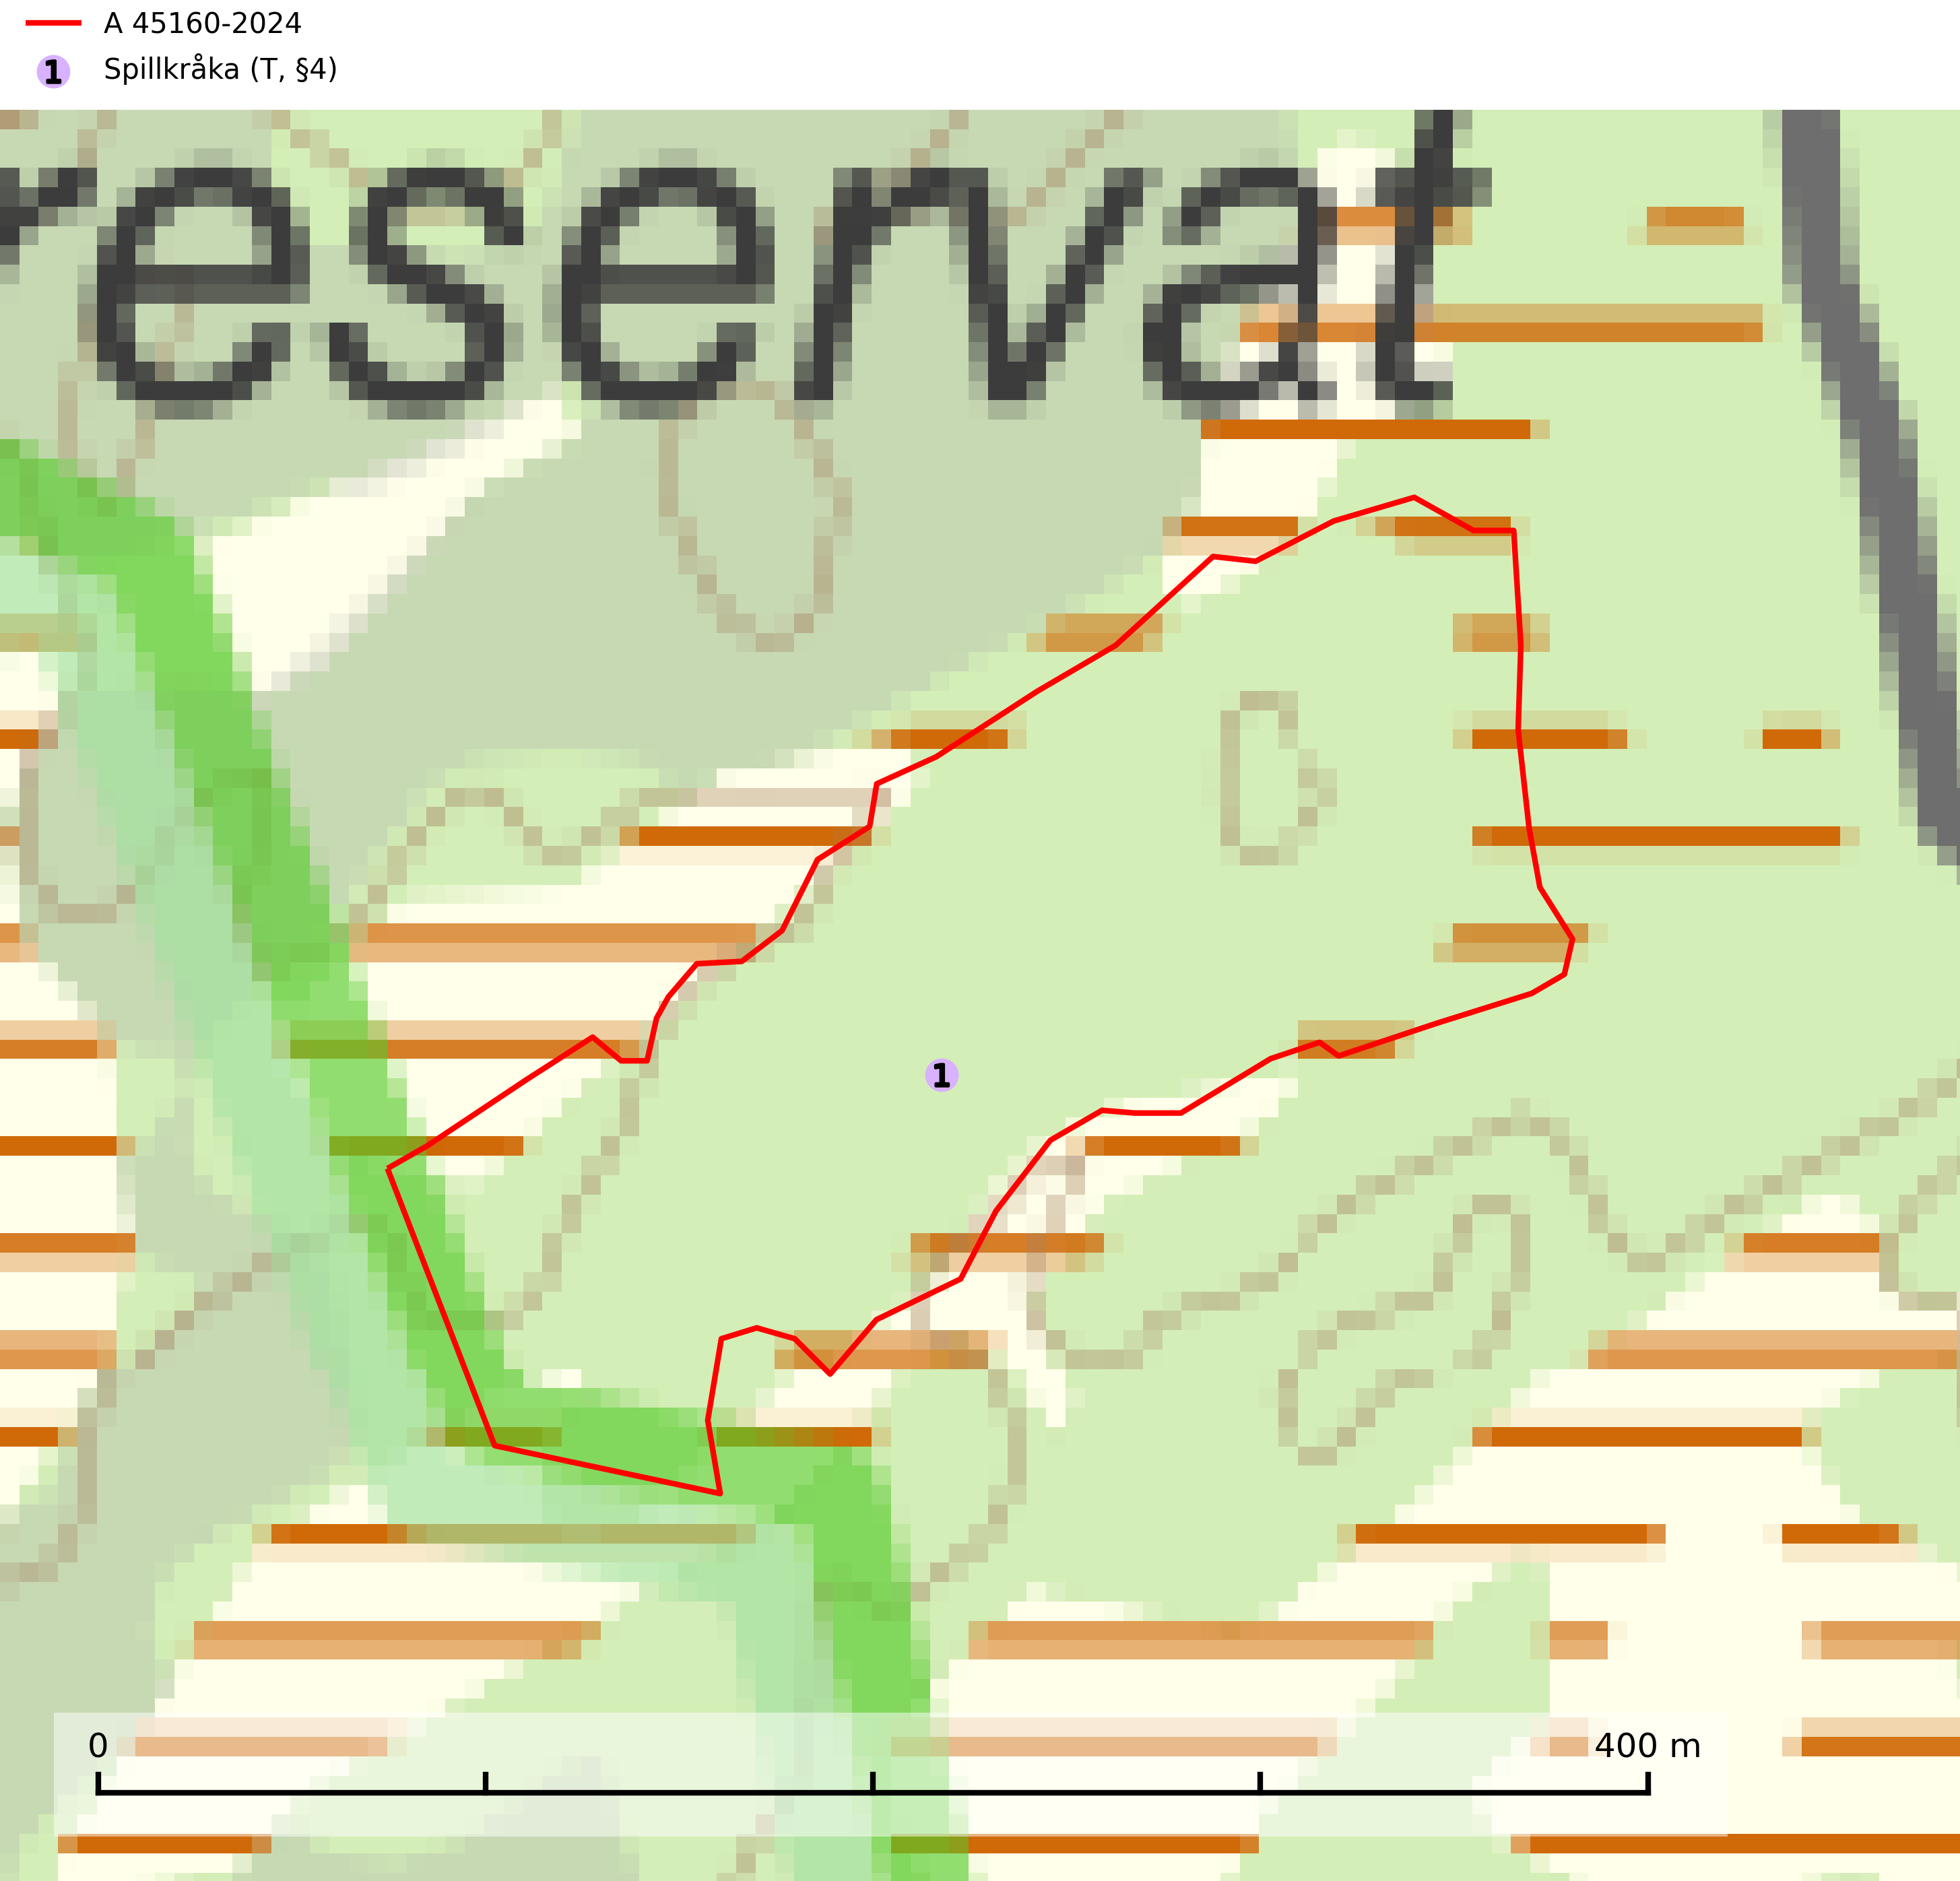 A 45160-2024
1 Spillkråka (T, §4)
reservat
1
0 400 m